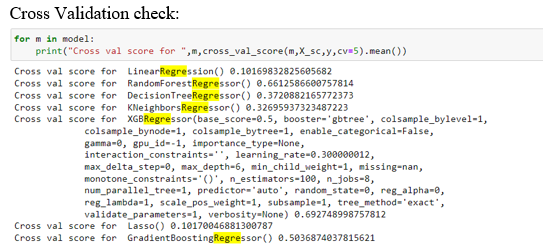 Cross Validation check:
for m in model:
print("Cross val score for ",m,cross_val_score(m,X_sc,y,cv=5).mean())
Cross val score for  LinearRegression() 0.10169832825605682
Cross val score for  RandomForestRegressor() 0.6612586600757814
Cross val score for  DecisionTreeRegressor() 0.3720882165772373
Cross val score for  KNeighborsRegressor() 0.32695937323487223
Cross val score for  XGBRegressor(base_score=0.5, booster='gbtree', colsample_bylevel=1,
colsample_bynode=1, colsample_bytree=1, enable_categorical=False,
gamma=0, gpu_id=-1, importance_type=None,
interaction_constraints='', learning_rate=0.300000012,
max_delta_step=0, max_depth=6, min_child_weight=1, missing=nan,
monotone_constraints='()', n_estimators=100, n_jobs=8,
num_parallel_tree=1, predictor='auto', random_state=0, reg_alpha=0,
reg_lambda=1, scale_pos_weight=1, subsample=1, tree_method='exact',
validate_parameters=1, verbosity=None) 0.692748998757812
Cross val score for  Lasso() 0.10170046881300787
Cross val score for  GradientBoostingRegressor() 0.5036874037815621